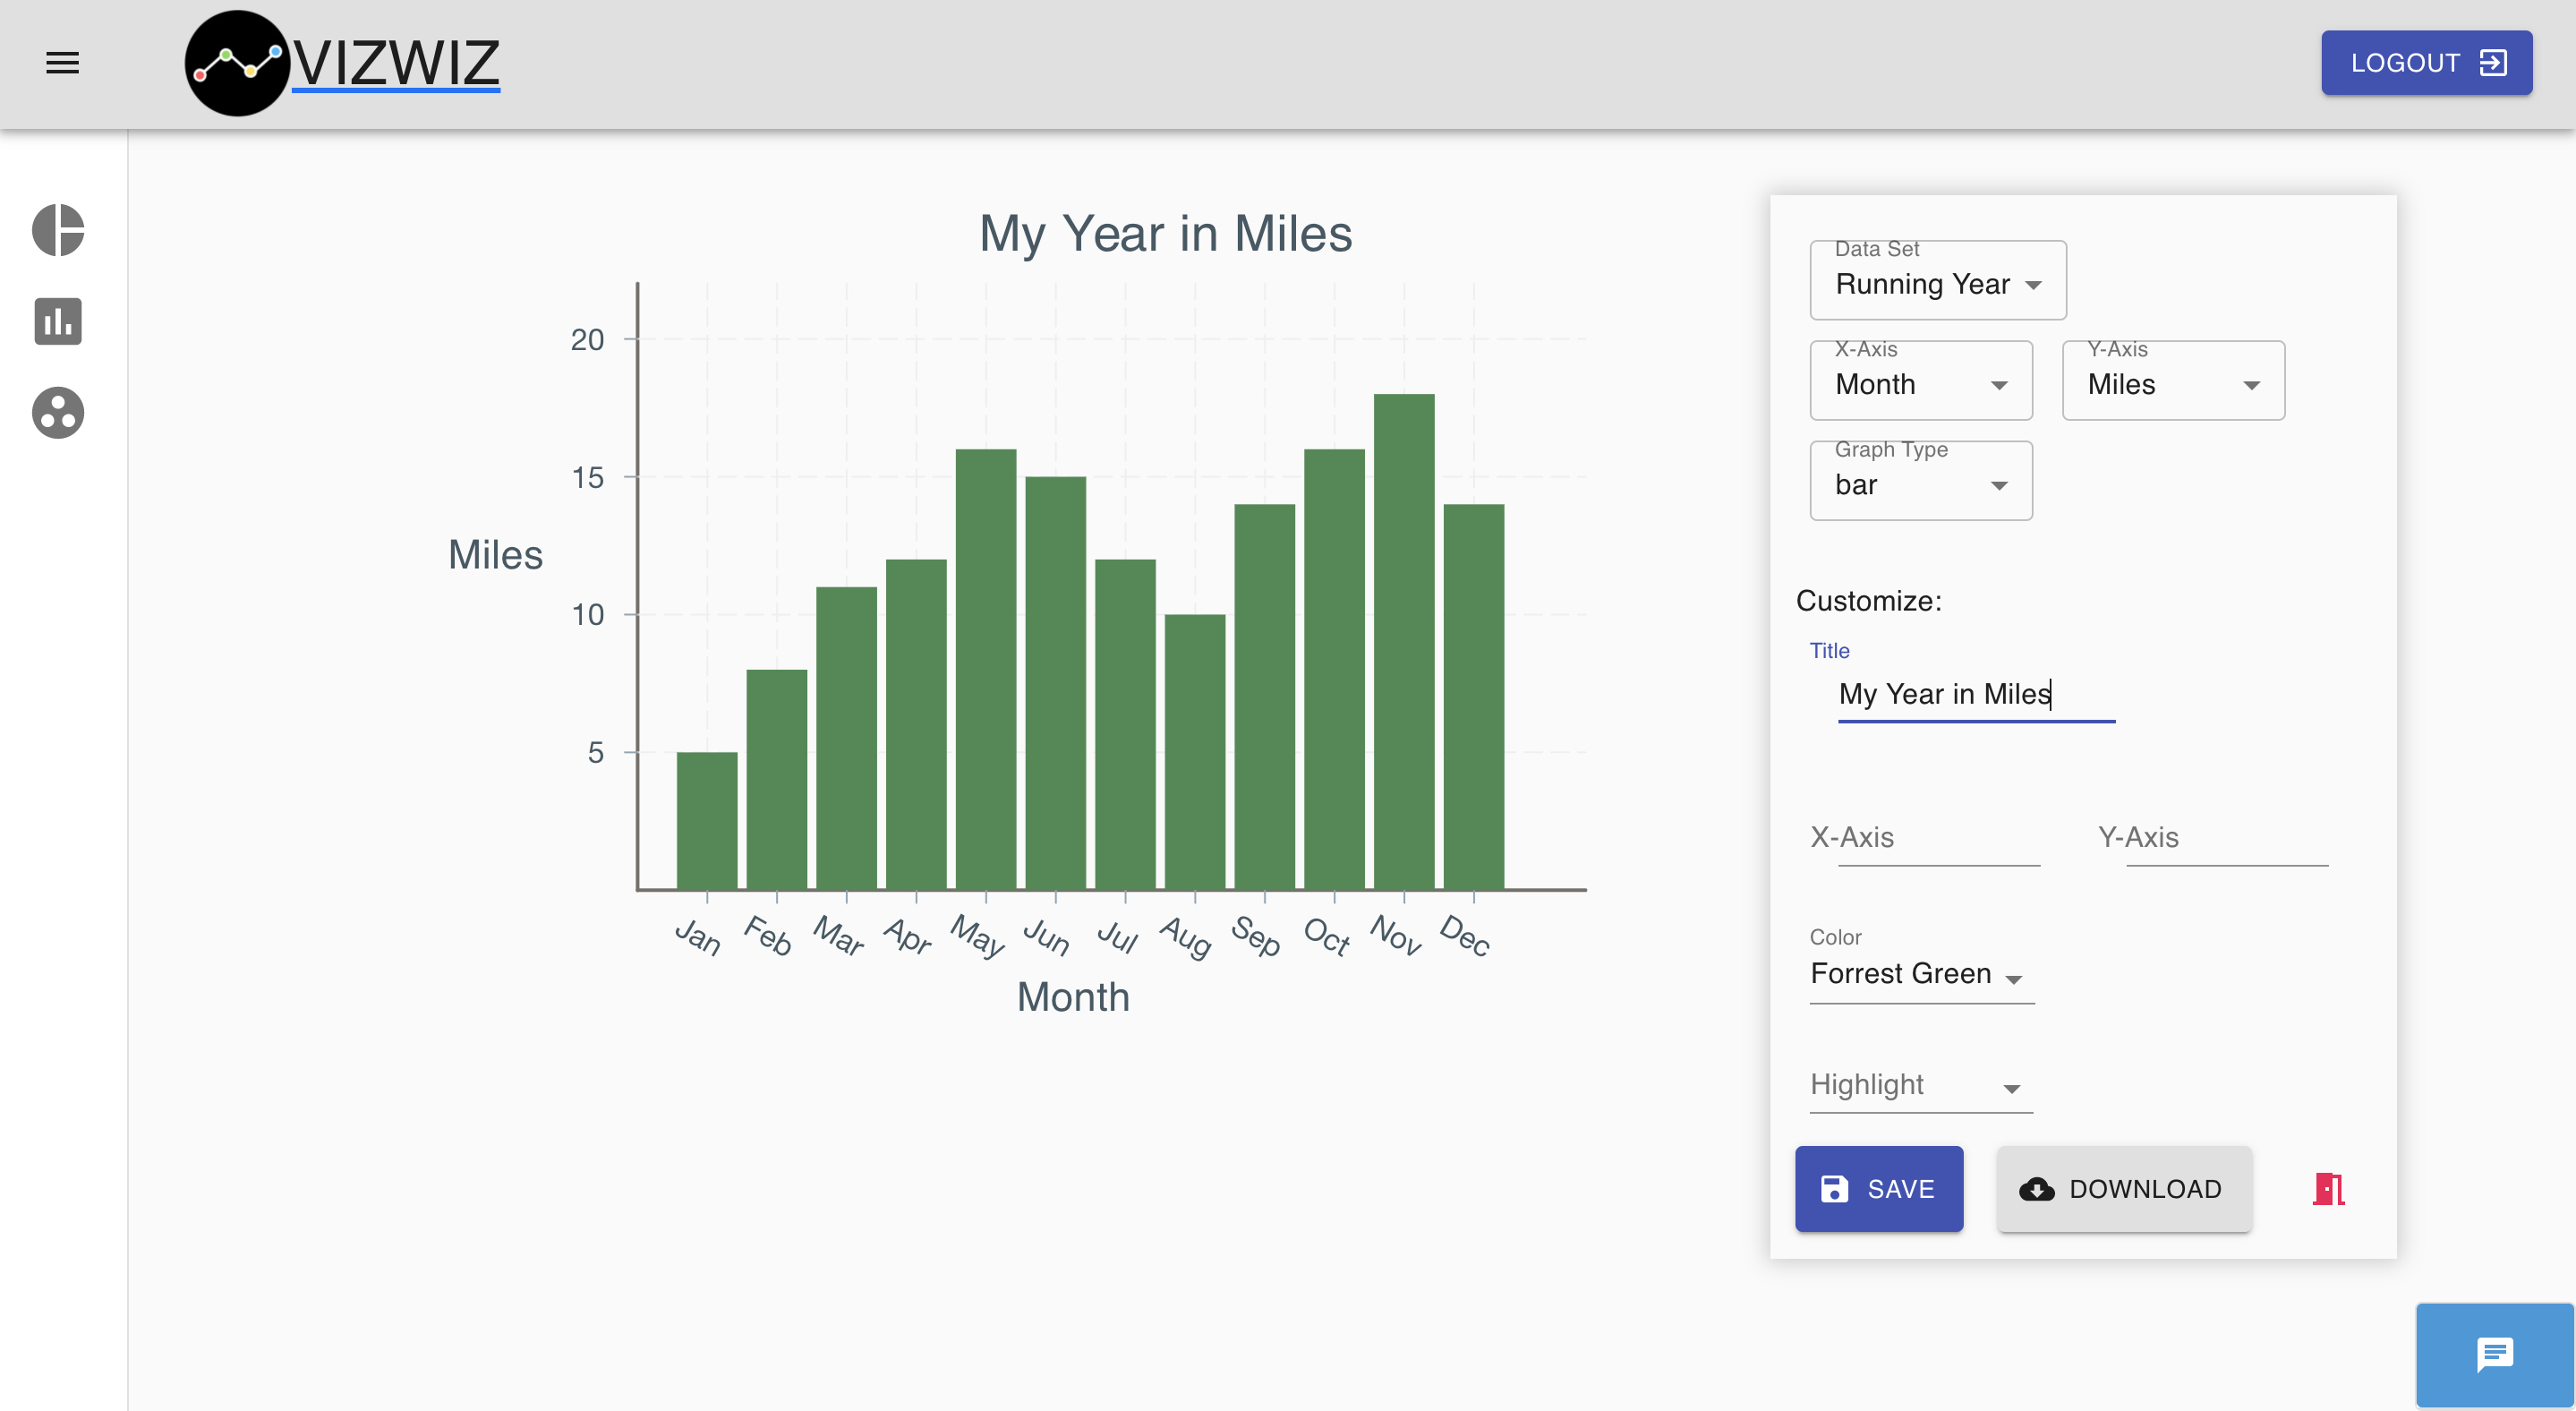 VIZWIZ
LOGOUT
My Year in Miles
20
15
10
5
Miles
Jan Feb Mar Apr May Jun Jul Aug Sep Oct Nov Dec
Month
Data Set
Running Year
X-Axis Y-Axis
Month Miles
Graph Type
bar
Customize:
Title
My Year in Miles
X-Axis Y-Axis
Color
Forrest Green
Highlight
SAVE DOWNLOAD